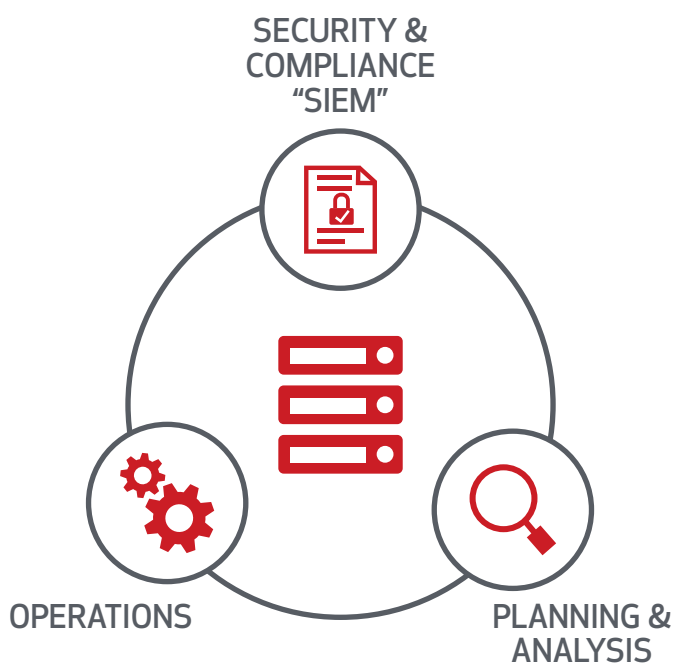 SECURITY &
COMPLIANCE
“SIEM”
OPERATIONS
PLANNING &
ANALYSIS